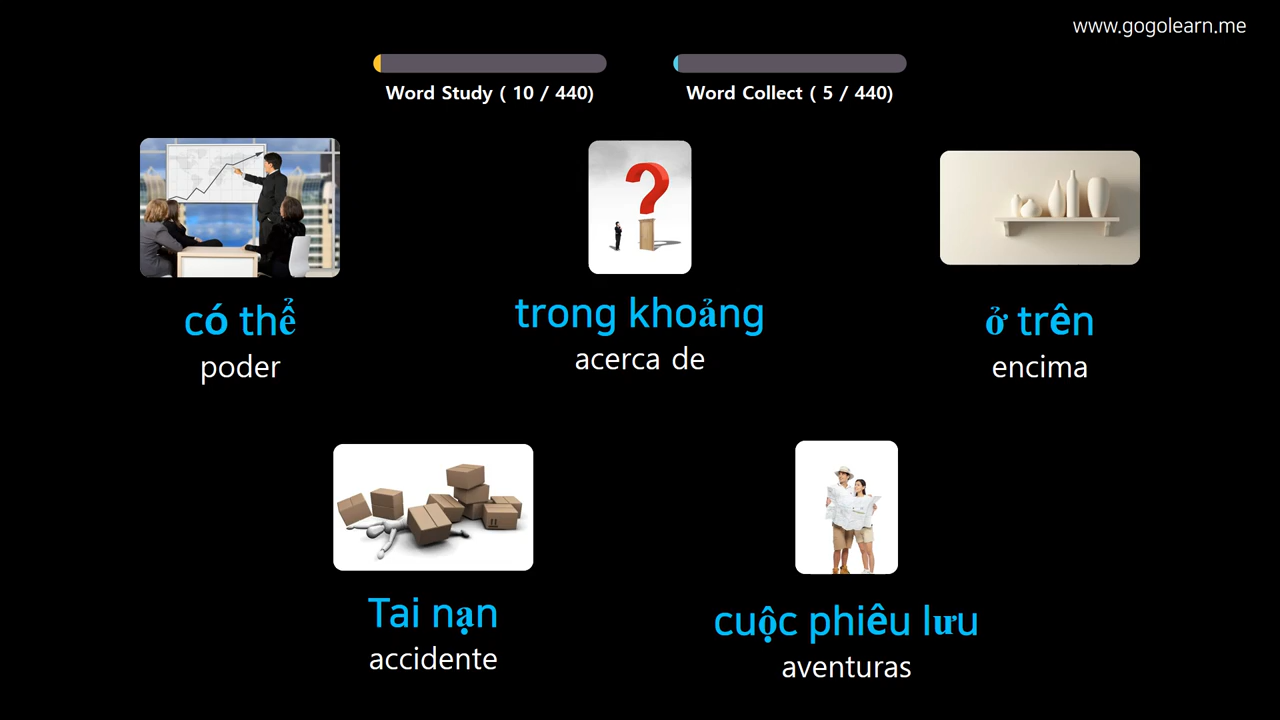 www.gogolearn.me
Word Study ( 10 / 440)
Word Collect ( 5 / 440)
có thể
poder
trong khoảng
acerca de
ở trên
encima
Tai nạn
accidente
cuộc phiêu lưu
aventuras